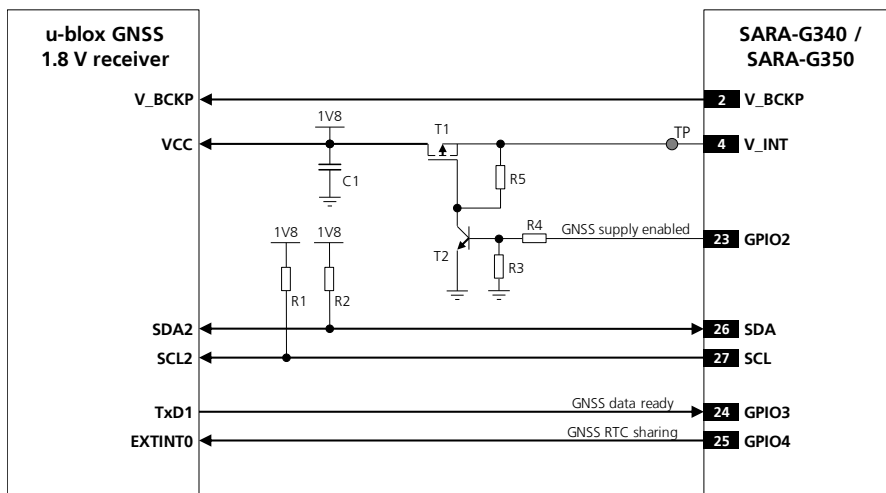 u-blox GNSS
1.8 V receiver
SARA-G340 /
SARA-G350
V_BCKP
2 V_BCKP
1V8
T1
TP
VCC
4 V_INT
C1
R5
R4
GNSS supply enabled
23 GPIO2
1V8
1V8
T2
R3
R1
R2
SDA2
26 SDA
SCL2
27 SCL
TxD1
GNSS data ready
24 GPIO3
EXTINT0
GNSS RTC sharing
25 GPIO4